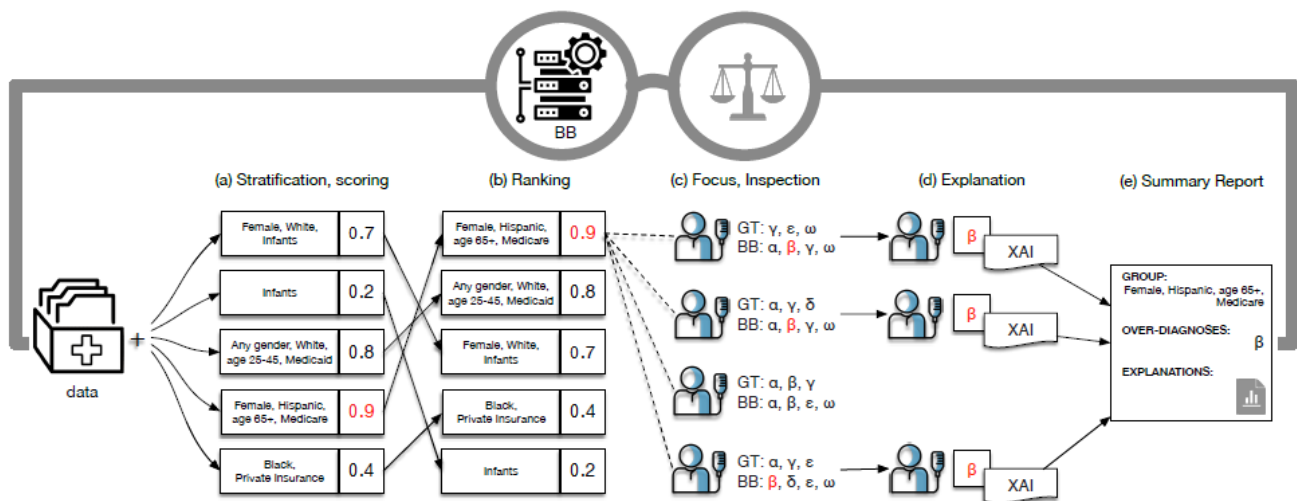 BB
(a) Stratification, scoring
(b) Ranking
(c) Focus, Inspection
(d) Explanation
(e) Summary Report
data
+
Female, White,
Infants
0.7
Infants
0.2
Any gender, White,
age 25-45, Medicaid
0.8
Female, Hispanic,
age 65+, Medicare
0.9
Black,
Private Insurance
0.4
Female, Hispanic,
age 65+, Medicare
0.9
Any gender, White,
age 25-45, Medicaid
0.8
Female, White,
Infants
0.7
Black,
Private Insurance
0.4
Infants
0.2
GT: γ, ε, ω
BB: α, β, γ, ω
GT: α, γ, δ
BB: α, β, γ, ω
GT: α, β, γ
BB: α, β, ε, ω
GT: α, γ, ε
BB: β, δ, ε, ω
β
XAI
β
XAI
β
XAI
GROUP:
Female, Hispanic, age 65+,
Medicare
OVER-DIAGNOSES:
β
EXPLANATIONS: